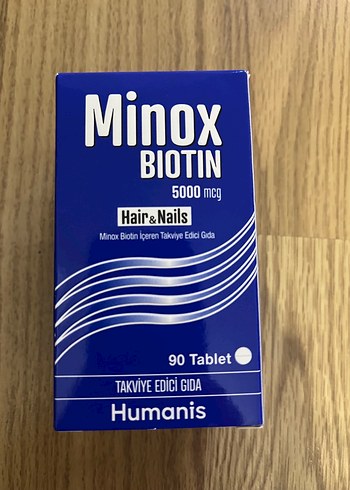 Minox
BIOTIN
5000 mcg
Hair & Nails
Minox Biotin İçeren Takviye Edici Gıda
90 Tablet
TAKVİYE EDİCİ GIDA
Humanis